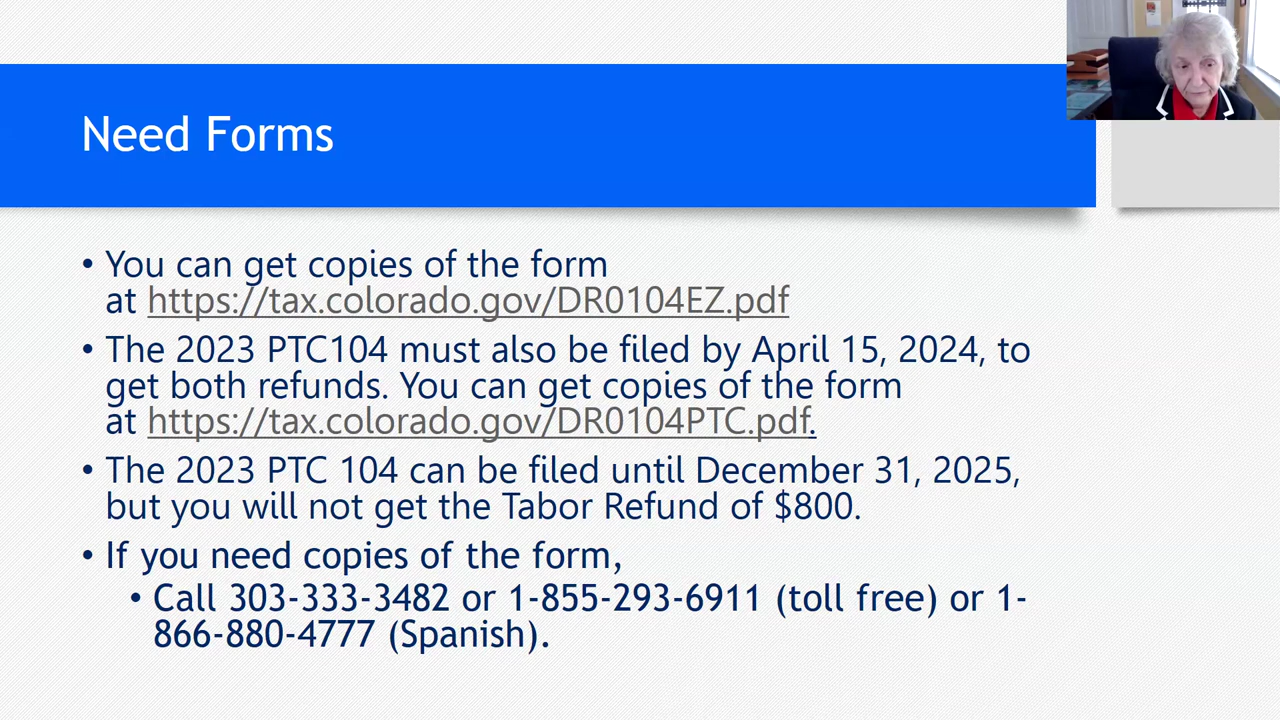 Need Forms
• You can get copies of the form
at https://tax.colorado.gov/DR0104EZ.pdf
• The 2023 PTC104 must also be filed by April 15, 2024, to
get both refunds. You can get copies of the form
at https://tax.colorado.gov/DR0104PTC.pdf.
• The 2023 PTC 104 can be filed until December 31, 2025,
but you will not get the Tabor Refund of $800.
• If you need copies of the form,
• Call 303-333-3482 or 1-855-293-6911 (toll free) or 1-
866-880-4777 (Spanish).